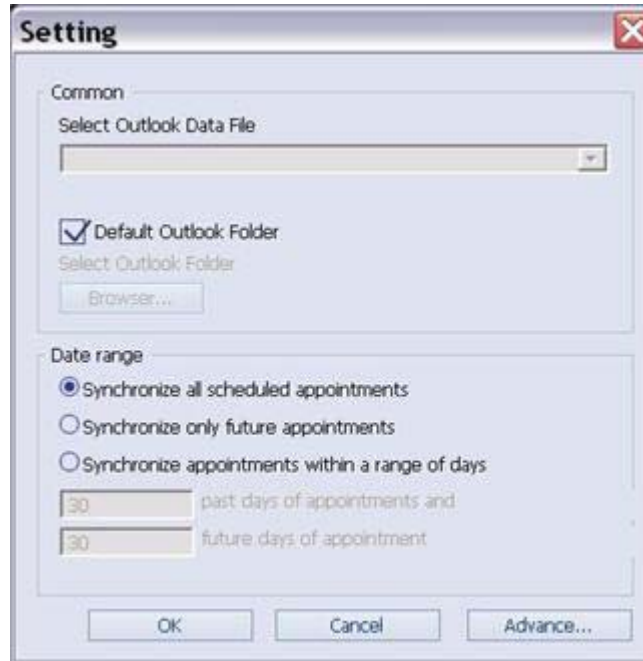 Setting
Common
Select Outlook Data File
Default Outlook Folder
Select Outlook Folder
Browser...
Date range
Synchronize all scheduled appointments
Synchronize only future appointments
Synchronize appointments within a range of days
30 past days of appointments and
30 future days of appointment
OK Cancel Advance...